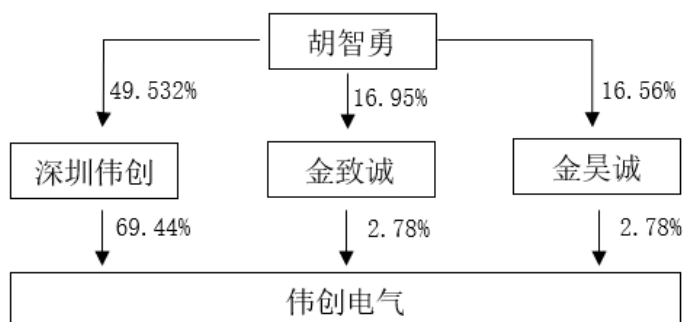 胡智勇
49.532%
16.95%
16.56%
深圳伟创
金致诚
金昊诚
69.44%
2.78%
2.78%
伟创电气